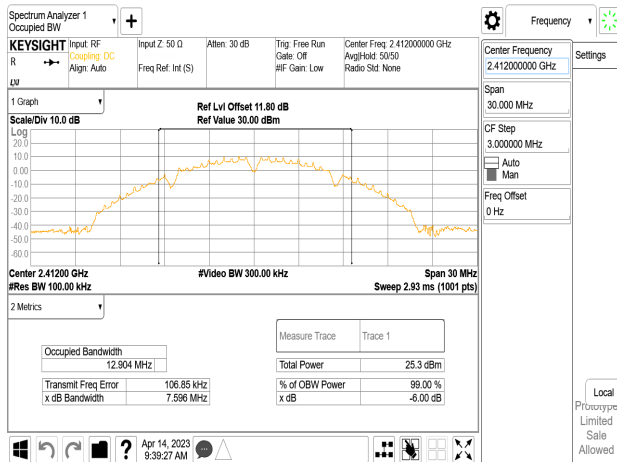 Spectrum Analyzer 1
Occupied BW
+
Frequency
KEYSIGHT
R
Input: RF
Coupling: DC
Align: Auto
Input Z: 50 Ω
Freq Ref: Int (S)
Atten: 30 dB
Trig: Free Run
Gate: Off
#IF Gain: Low
Center Freq: 2.412000000 GHz
Avg|Hold: 50/50
Radio Std: None
Center Frequency
2.412000000 GHz
Settings
Span
30.000 MHz
CF Step
3.000000 MHz
Auto
Man
Freq Offset
0 Hz
1 Graph
Scale/Div 10.0 dB
Ref Lvl Offset 11.80 dB
Ref Value 30.00 dBm
Log
20.0
10.0
0.00
-10.0
-20.0
-30.0
-40.0
-50.0
-60.0
Center 2.41200 GHz
#Res BW 100.00 kHz
#Video BW 300.00 kHz
Span 30 MHz
Sweep 2.93 ms (1001 pts)
2 Metrics
Measure Trace Trace 1
Occupied Bandwidth
12.904 MHz
Total Power 25.3 dBm
Transmit Freq Error 106.85 kHz
% of OBW Power 99.00 %
x dB Bandwidth 7.596 MHz
x dB -6.00 dB
Local
Prototype
Limited
Sale
Allowed
?
Apr 14, 2023
9:39:27 AM